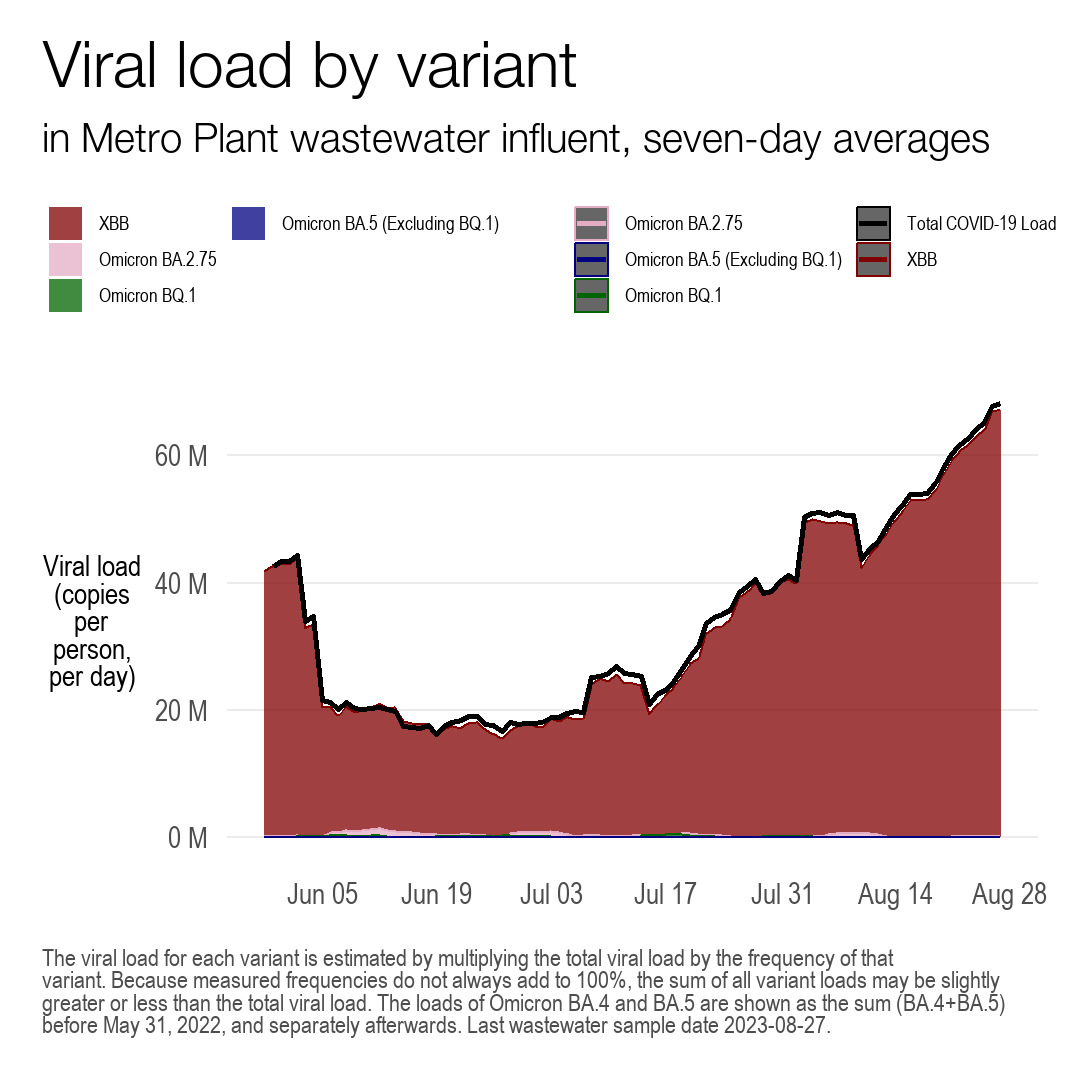 Viral load by variant
in Metro Plant wastewater influent, seven-day averages
XBB
Omicron BA.5 (Excluding BQ.1)
Omicron BA.2.75
Total COVID-19 Load
Omicron BA.2.75
Omicron BA.5 (Excluding BQ.1)
XBB
Omicron BQ.1
Omicron BQ.1
60 M
40 M
20 M
0 M
Viral load
(copies
per
person,
per day)
Jun 05
Jun 19
Jul 03
Jul 17
Jul 31
Aug 14
Aug 28
The viral load for each variant is estimated by multiplying the total viral load by the frequency of that
variant. Because measured frequencies do not always add to 100%, the sum of all variant loads may be slightly
greater or less than the total viral load. The loads of Omicron BA.4 and BA.5 are shown as the sum (BA.4+BA.5)
before May 31, 2022, and separately afterwards. Last wastewater sample date 2023-08-27.